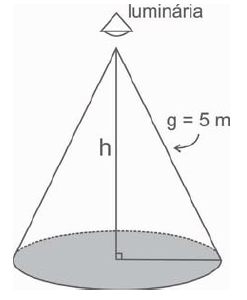 luminária
g = 5 m
h